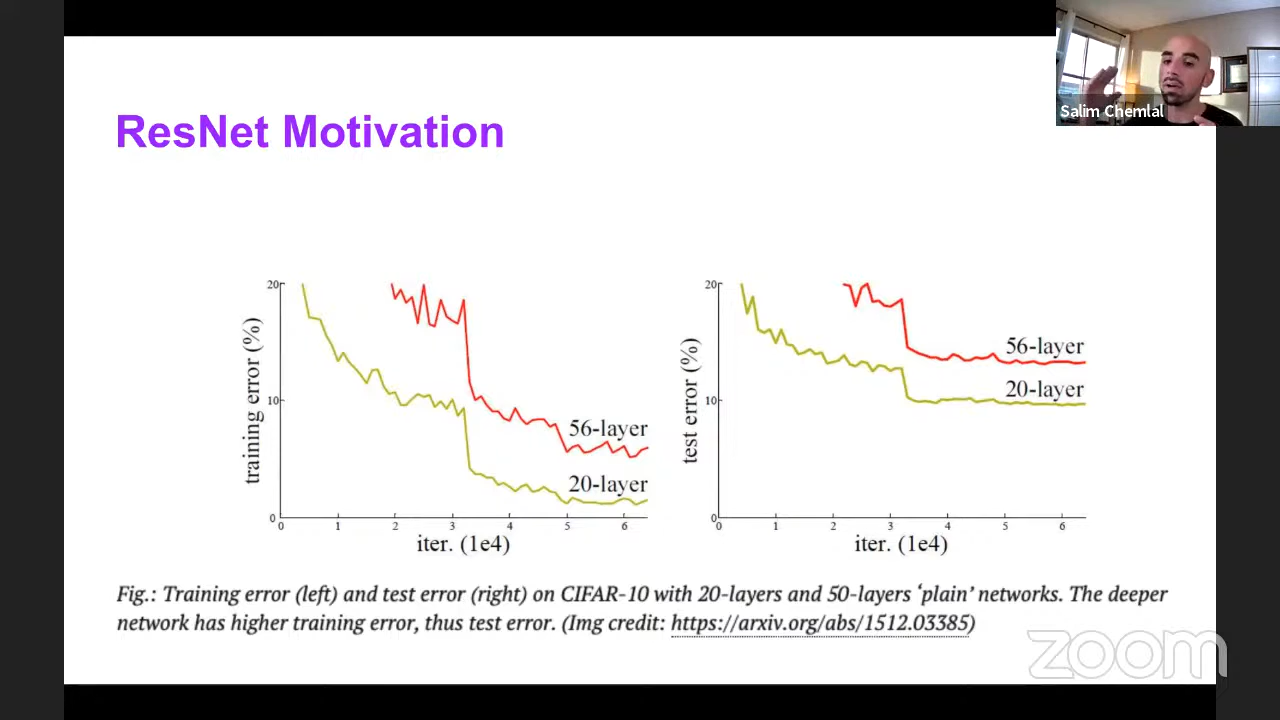 Salim Chemlal
ResNet Motivation
20
10
0
training error (%)
56-layer
20-layer
0 1 2 3 4 5 6
iter. (1e4)
20
10
0
test error (%)
56-layer
20-layer
0 1 2 3 4 5 6
iter. (1e4)
Fig.: Training error (left) and test error (right) on CIFAR-10 with 20-layers and 50-layers ‘plain’ networks. The deeper
network has higher training error, thus test error. (Img credit: https://arxiv.org/abs/1512.03385)
zoom